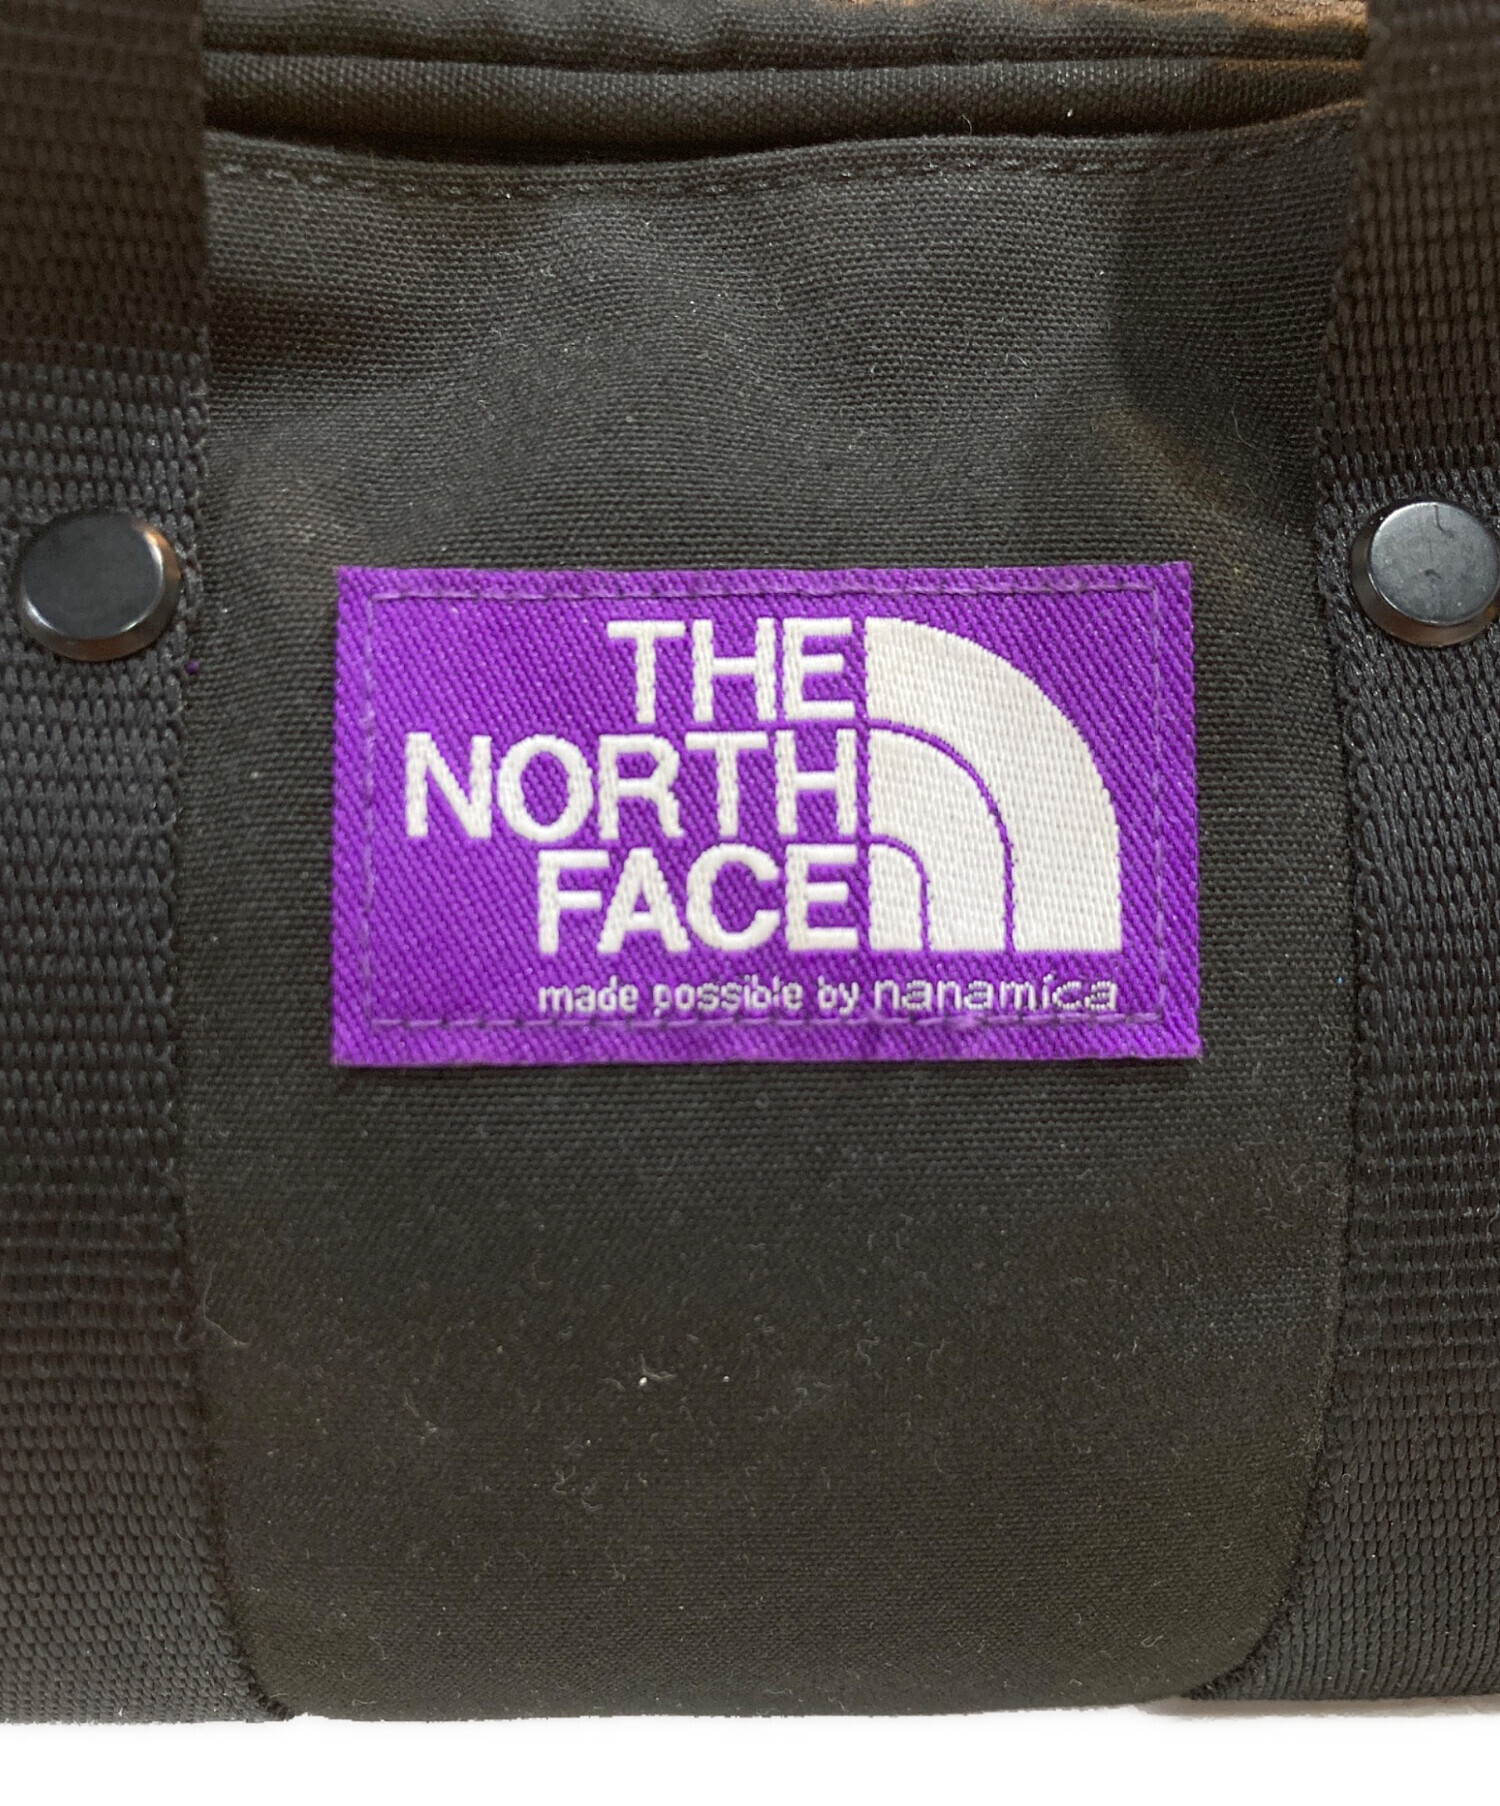 THE
NORTH
FACE
made possible by nanamica